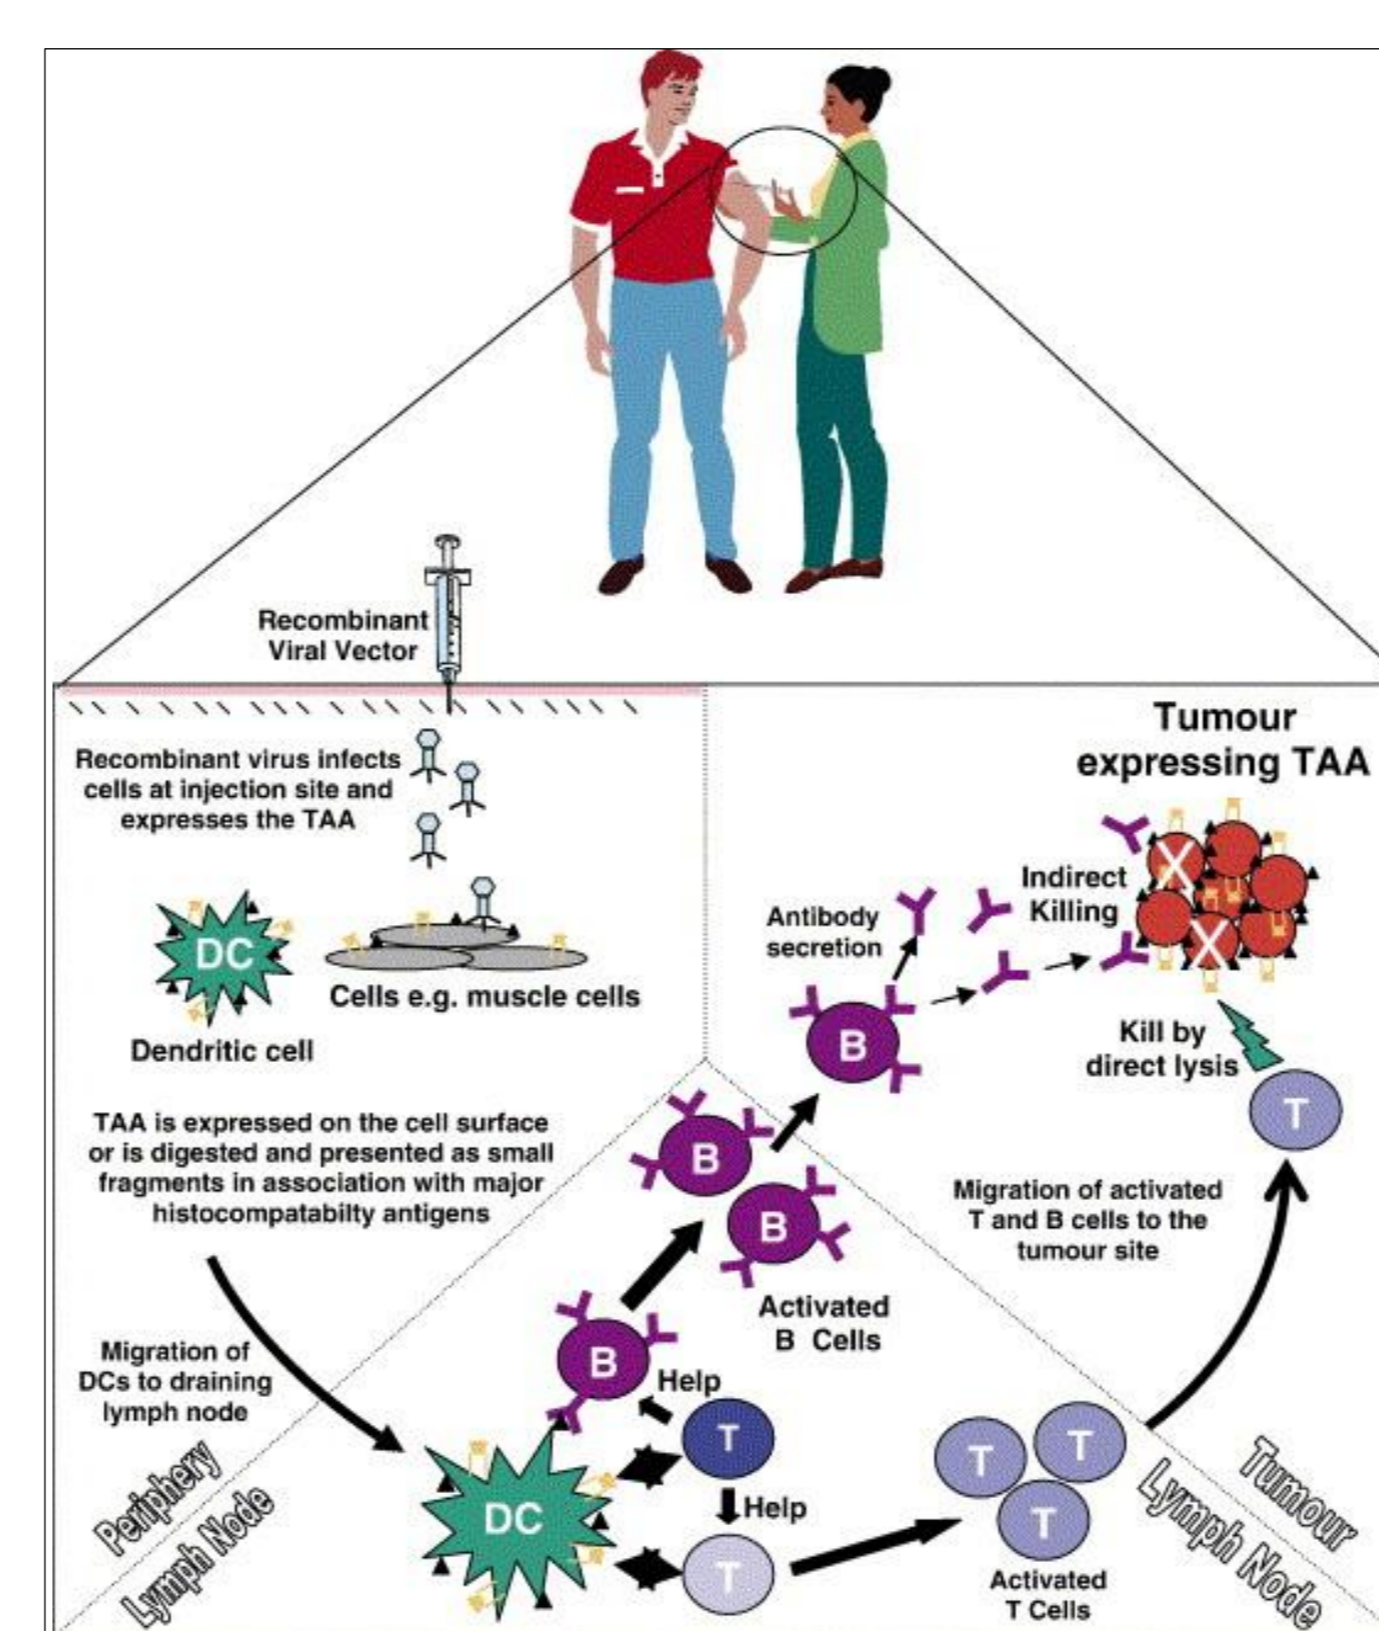 Recombinant
Viral Vector
Recombinant virus infects
cells at injection site and
expresses the TAA
DC
Dendritic cell
Cells e.g. muscle cells
TAA is expressed on the cell surface
or is digested and presented as small
fragments in association with major
histocompatabilty antigens
Migration of
DCs to draining
lymph node
Periphery
Lymph Node
DC
B
Help
T
Help
T
B
B
Activated
B Cells
T
T
T
Activated
T Cells
Tumour
expressing TAA
X
X
Indirect
Killing
Antibody
secretion
B
Kill by
direct lysis
T
Migration of activated
T and B cells to the
tumour site
Tumour
Lymph Node